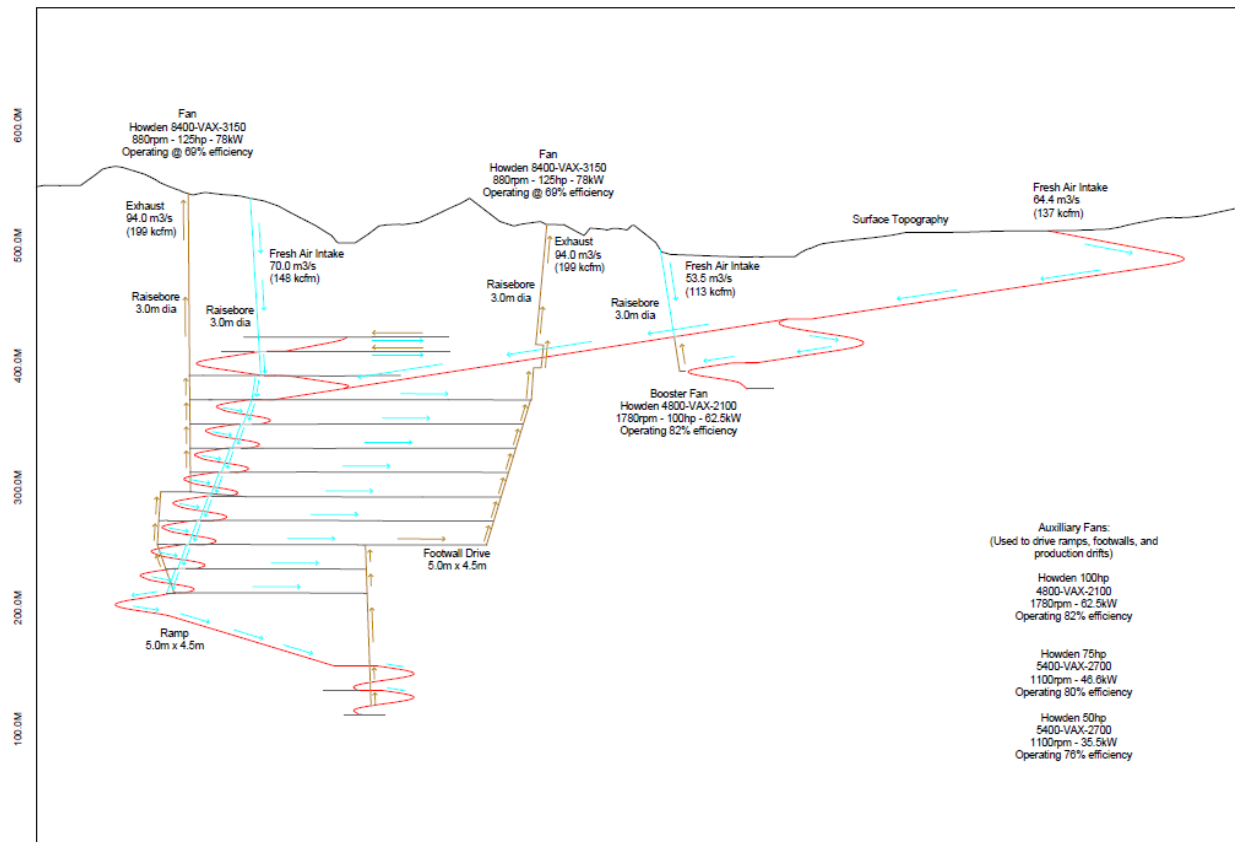 Fan
Howden 8400-VAX-3150
880rpm - 125hp - 78kW
Operating @ 69% efficiency
Fan
Howden 8400-VAX-3150
880rpm - 125hp - 78kW
Operating @ 69% efficiency
Fresh Air Intake
64.4 m3/s
(137 kcfm)
Surface Topography
Exhaust
94.0 m3/s
(199 kcfm)
Exhaust
94.0 m3/s
(199 kcfm)
Fresh Air Intake
70.0 m3/s
(148 kcfm)
Fresh Air Intake
53.5 m3/s
(113 kcfm)
Raisebore
3.0m dia
Raisebore
3.0m dia
Raisebore
3.0m dia
Raisebore
3.0m dia
Booster Fan
Howden 4800-VAX-2100
1780rpm - 100hp - 62.5kW
Operating 82% efficiency
Footwall Drive
5.0m x 4.5m
Ramp
5.0m x 4.5m
Auxilliary Fans:
(Used to drive ramps, footwalls, and
production drifts)
Howden 100hp
4800-VAX-2100
1780rpm - 62.5kW
Operating 82% efficiency
Howden 75hp
5400-VAX-2700
1100rpm - 46.6kW
Operating 80% efficiency
Howden 50hp
5400-VAX-2700
1100rpm - 35.5kW
Operating 76% efficiency
600.0M
500.0M
400.0M
300.0M
200.0M
100.0M